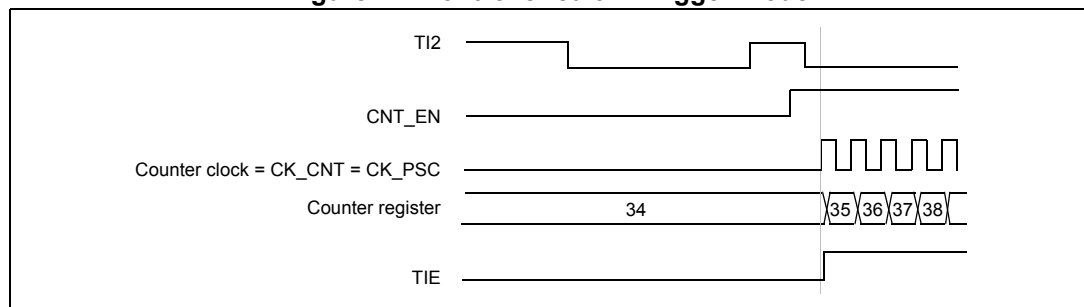 TI2
CNT_EN
Counter clock = CK_CNT = CK_PSC
Counter register
34
35 36 37 38
TIE